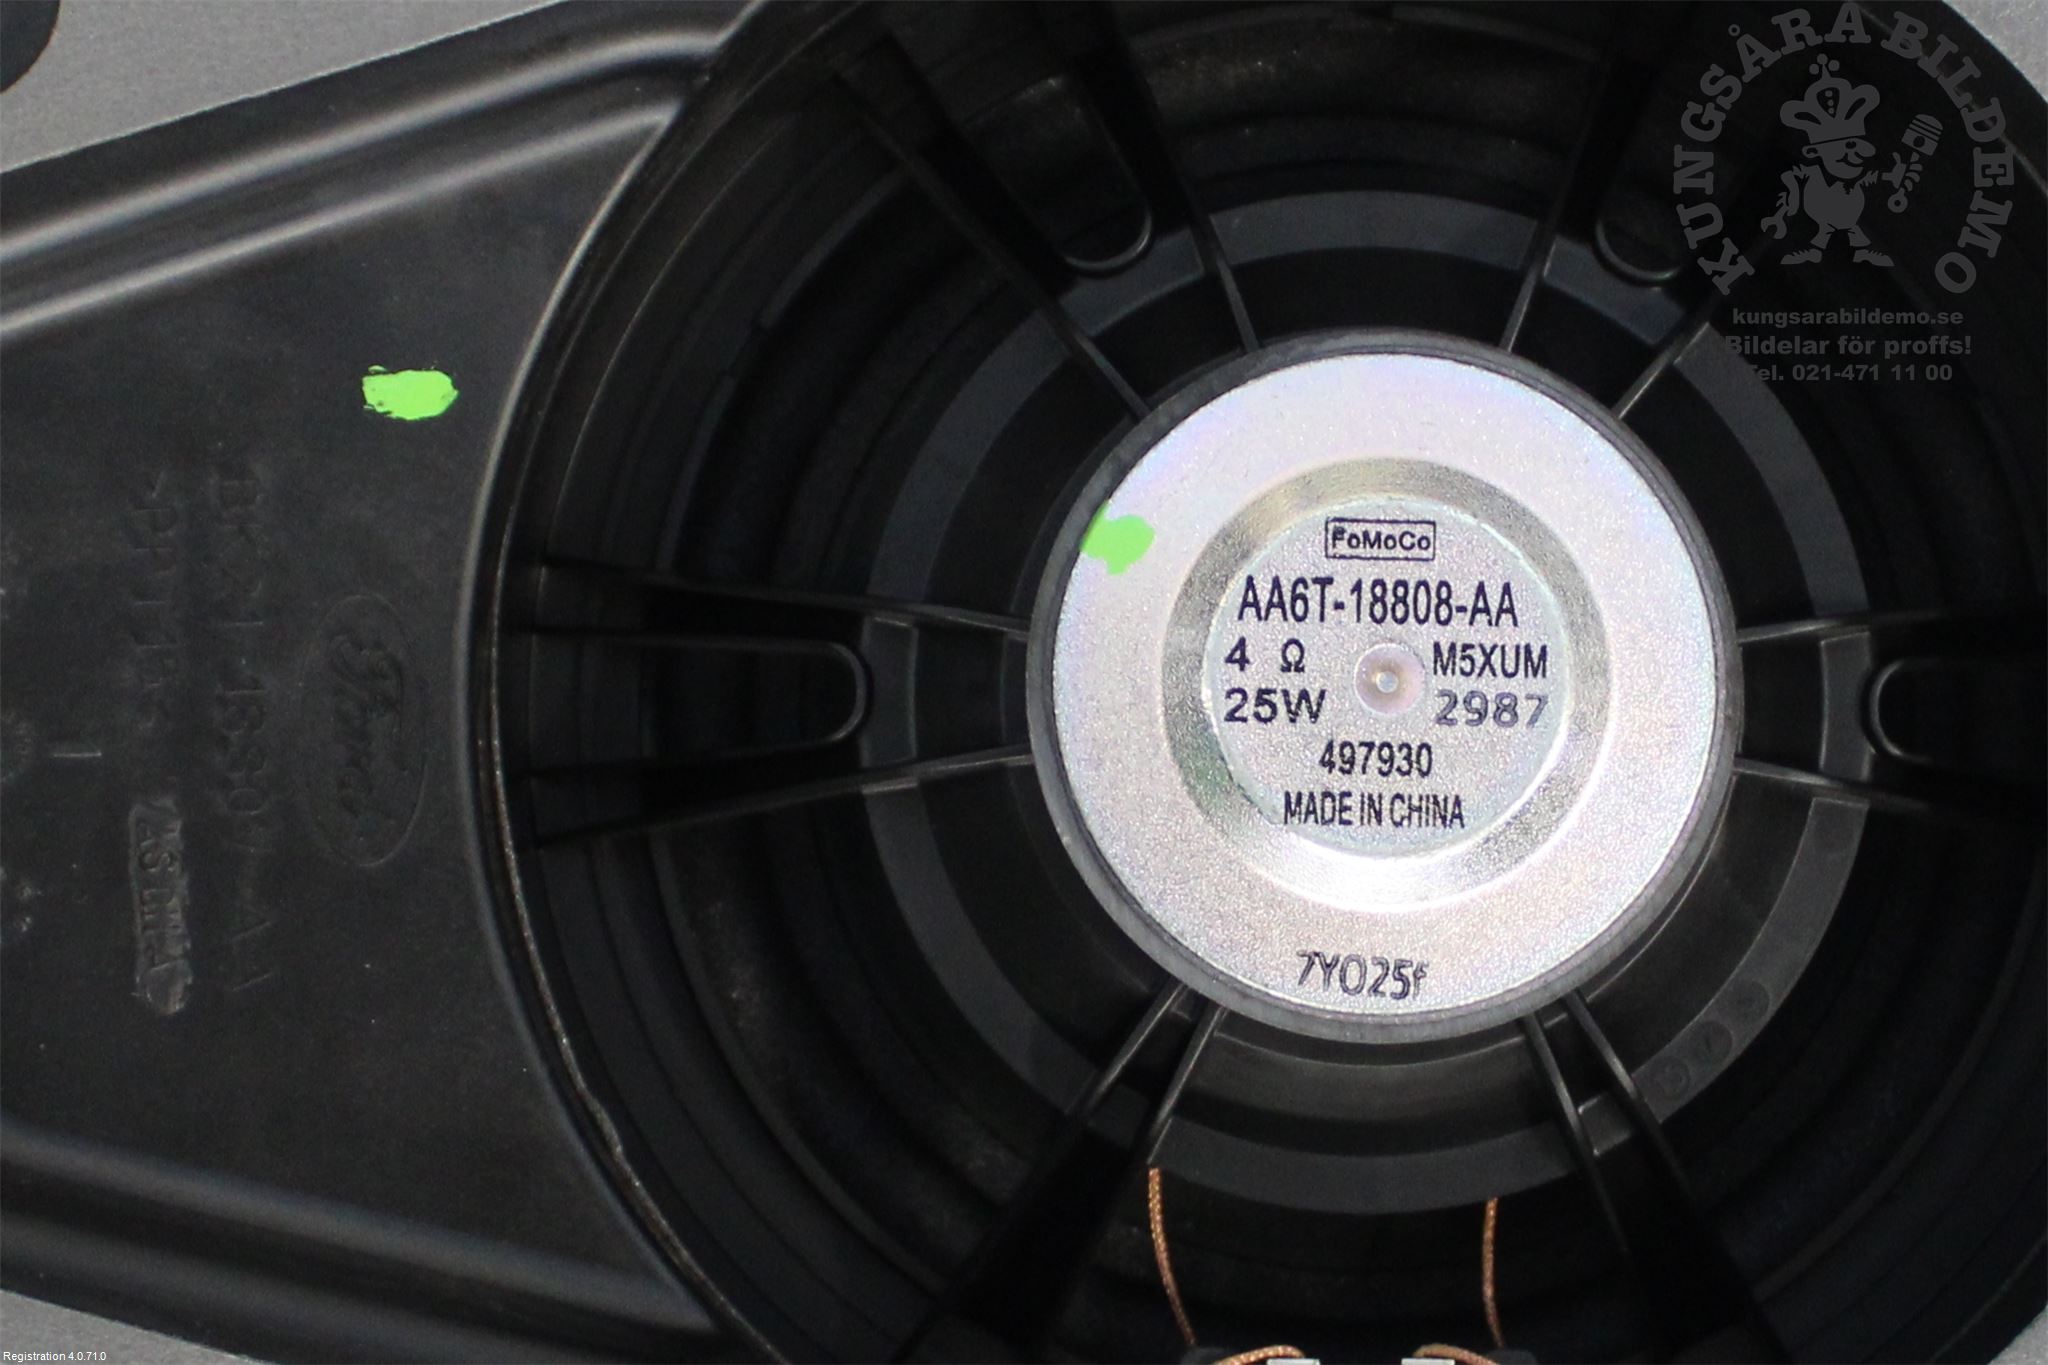 KUNGSÅRA BILDEMO
kungsarabildemo.se
Bildelar för proffs!
Tel. 021-471 11 00
FoMoCo
AA6T-18808-AA
4 Ω M5XUM
25W 2987
497930
MADE IN CHINA
7Y025f
Ford
Registration 4.0.71.0